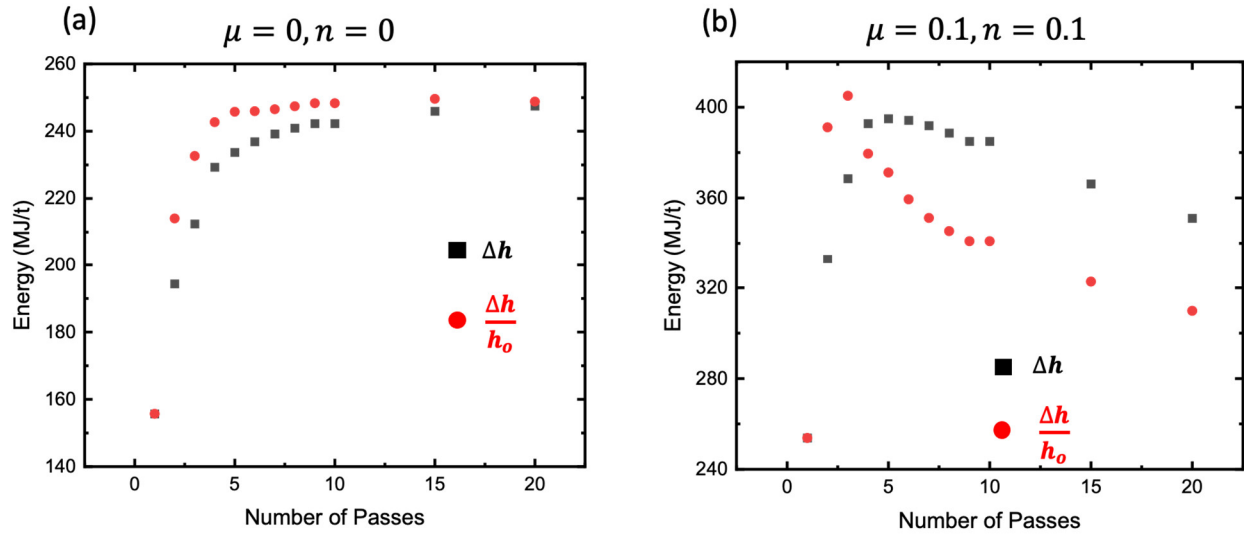 (a)
μ = 0, n = 0
260
240
220
200
180
160
140
Energy (MJ/t)
Δh
Δh
h₀
0 5 10 15 20
Number of Passes
(b)
μ = 0.1, n = 0.1
400
360
320
280
240
Energy (MJ/t)
Δh
Δh
h₀
0 5 10 15 20
Number of Passes